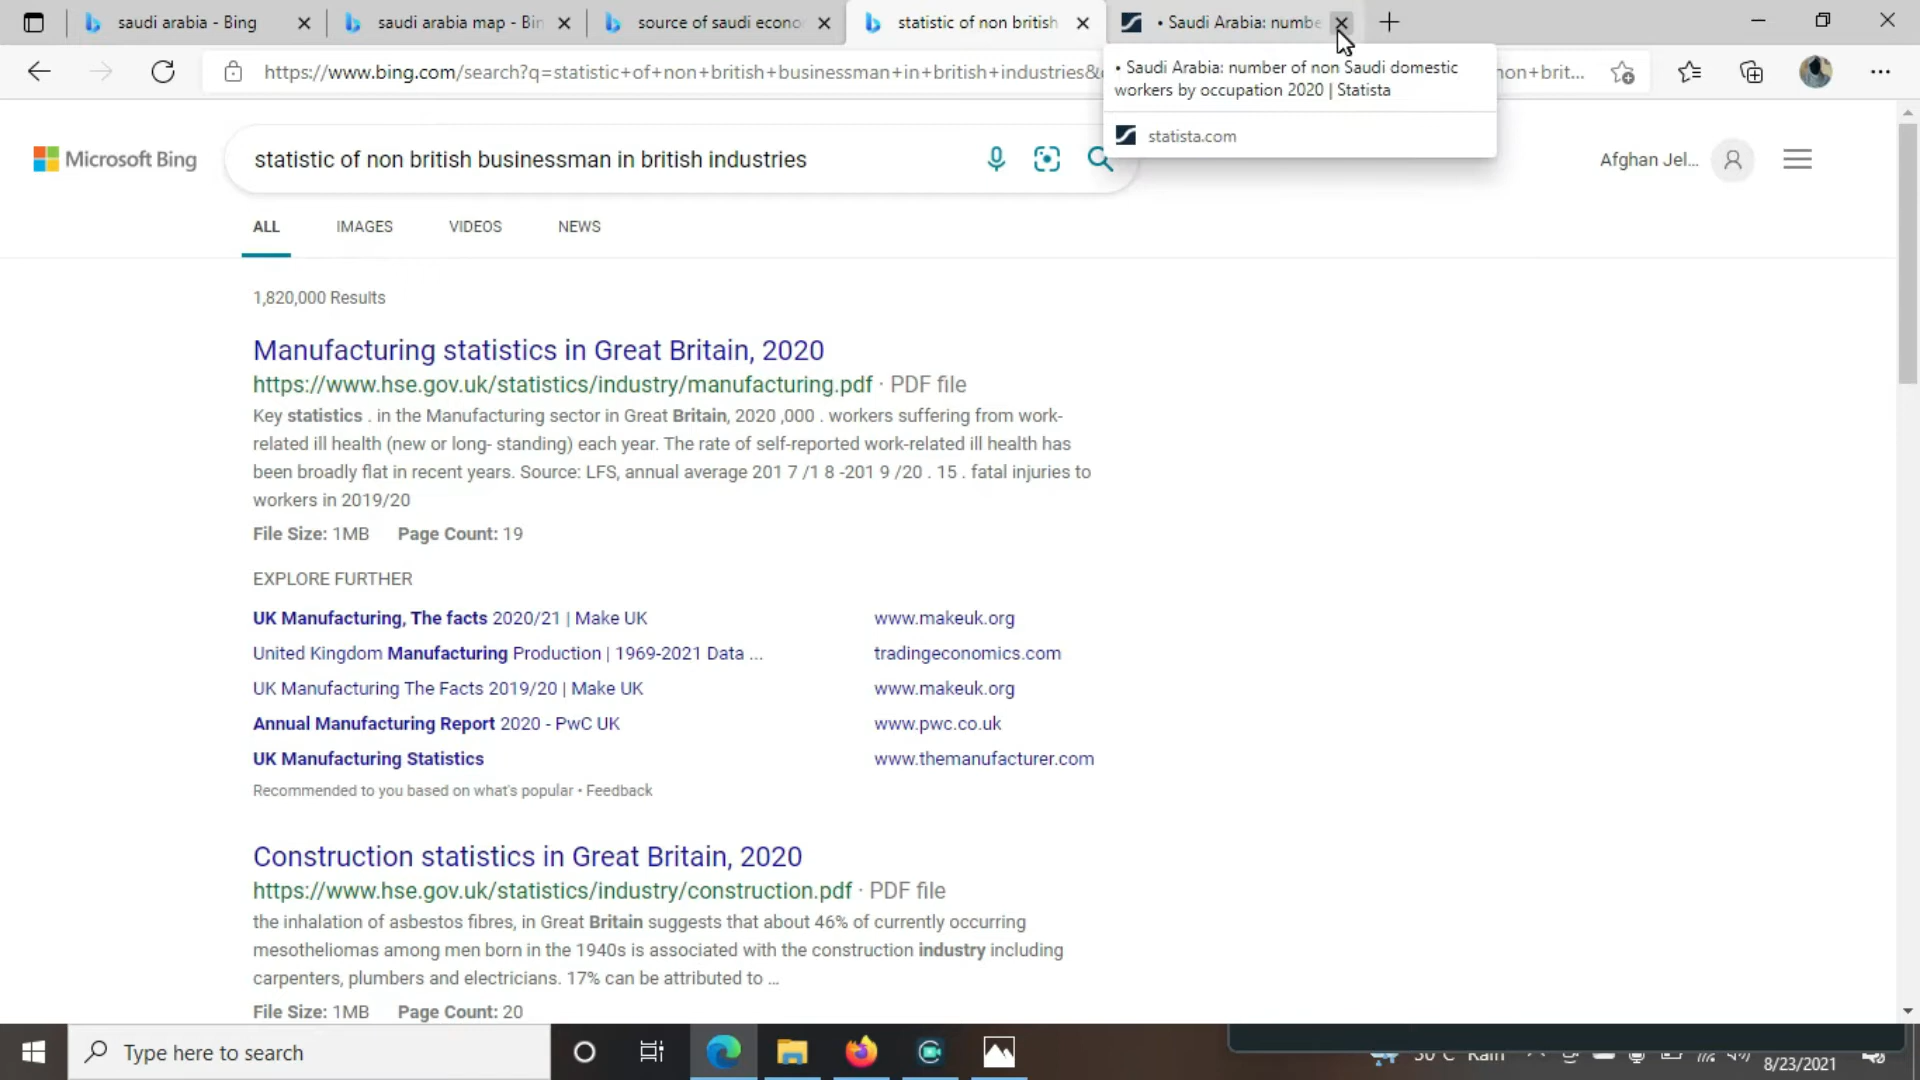 saudi arabia - Bing
saudi arabia map - Bin
source of saudi econo
statistic of non british
• Saudi Arabia: numbe
https://www.bing.com/search?q=statistic+of+non+british+businessman+in+british+industries&
non+brit...
• Saudi Arabia: number of non Saudi domestic
workers by occupation 2020 | Statista
statista.com
Microsoft Bing
statistic of non british businessman in british industries
Afghan Jel...
ALL
IMAGES
VIDEOS
NEWS
1,820,000 Results
Manufacturing statistics in Great Britain, 2020
https://www.hse.gov.uk/statistics/industry/manufacturing.pdf · PDF file
Key statistics . in the Manufacturing sector in Great Britain, 2020 ,000 . workers suffering from work-
related ill health (new or long- standing) each year. The rate of self-reported work-related ill health has
been broadly flat in recent years. Source: LFS, annual average 201 7 /1 8 -201 9 /20 . 15 . fatal injuries to
workers in 2019/20
File Size: 1MB Page Count: 19
EXPLORE FURTHER
UK Manufacturing, The facts 2020/21 | Make UK www.makeuk.org
United Kingdom Manufacturing Production | 1969-2021 Data ... tradingeconomics.com
UK Manufacturing The Facts 2019/20 | Make UK www.makeuk.org
Annual Manufacturing Report 2020 - PwC UK www.pwc.co.uk
UK Manufacturing Statistics www.themanufacturer.com
Recommended to you based on what's popular • Feedback
Construction statistics in Great Britain, 2020
https://www.hse.gov.uk/statistics/industry/construction.pdf · PDF file
the inhalation of asbestos fibres, in Great Britain suggests that about 46% of currently occurring
mesotheliomas among men born in the 1940s is associated with the construction industry including
carpenters, plumbers and electricians. 17% can be attributed to ...
File Size: 1MB Page Count: 20
Type here to search
30°C Rain
8/23/2021